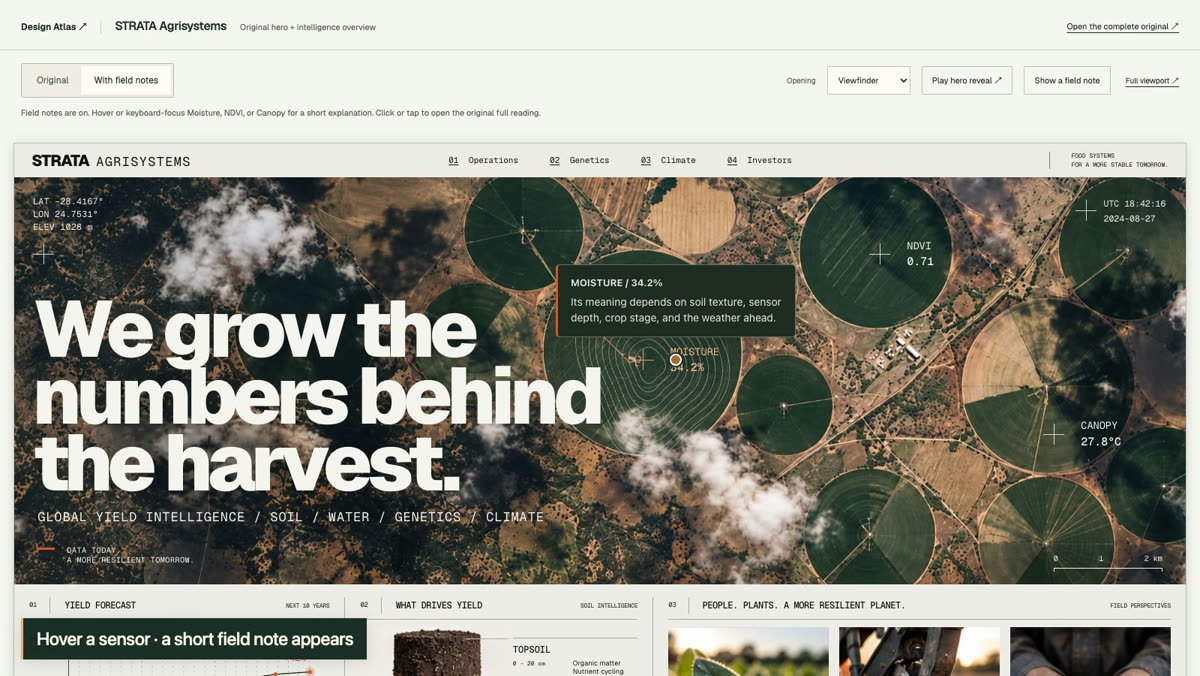 Design Atlas ↗
STRATA Agrisystems
Original hero + intelligence overview
Open the complete original ↗
Original
With field notes
Opening
Viewfinder
Play hero reveal ↗
Show a field note
Full viewport ↗
Field notes are on. Hover or keyboard-focus Moisture, NDVI, or Canopy for a short explanation. Click or tap to open the original full reading.
STRATA AGRISYSTEMS
01 Operations
02 Genetics
03 Climate
04 Investors
FOOD SYSTEMS
FOR A MORE STABLE TOMORROW.
LAT -28.4167°
LON 24.7531°
ELEV 1028 m
UTC 18:42:16
2024-08-27
NDVI
0.71
MOISTURE / 34.2%
Its meaning depends on soil texture, sensor
depth, crop stage, and the weather ahead.
MOISTURE
34.2%
We grow the
numbers behind
the harvest.
CANOPY
27.8°C
GLOBAL YIELD INTELLIGENCE / SOIL / WATER / GENETICS / CLIMATE
DATA TODAY.
A MORE RESILIENT TOMORROW.
0 1 2 km
01 YIELD FORECAST
NEXT 10 YEARS
02 WHAT DRIVES YIELD
SOIL INTELLIGENCE
03 PEOPLE. PLANTS. A MORE RESILIENT PLANET.
FIELD PERSPECTIVES
Hover a sensor · a short field note appears
TOPSOIL
0 - 20 cm
Organic matter
Nutrient cycling